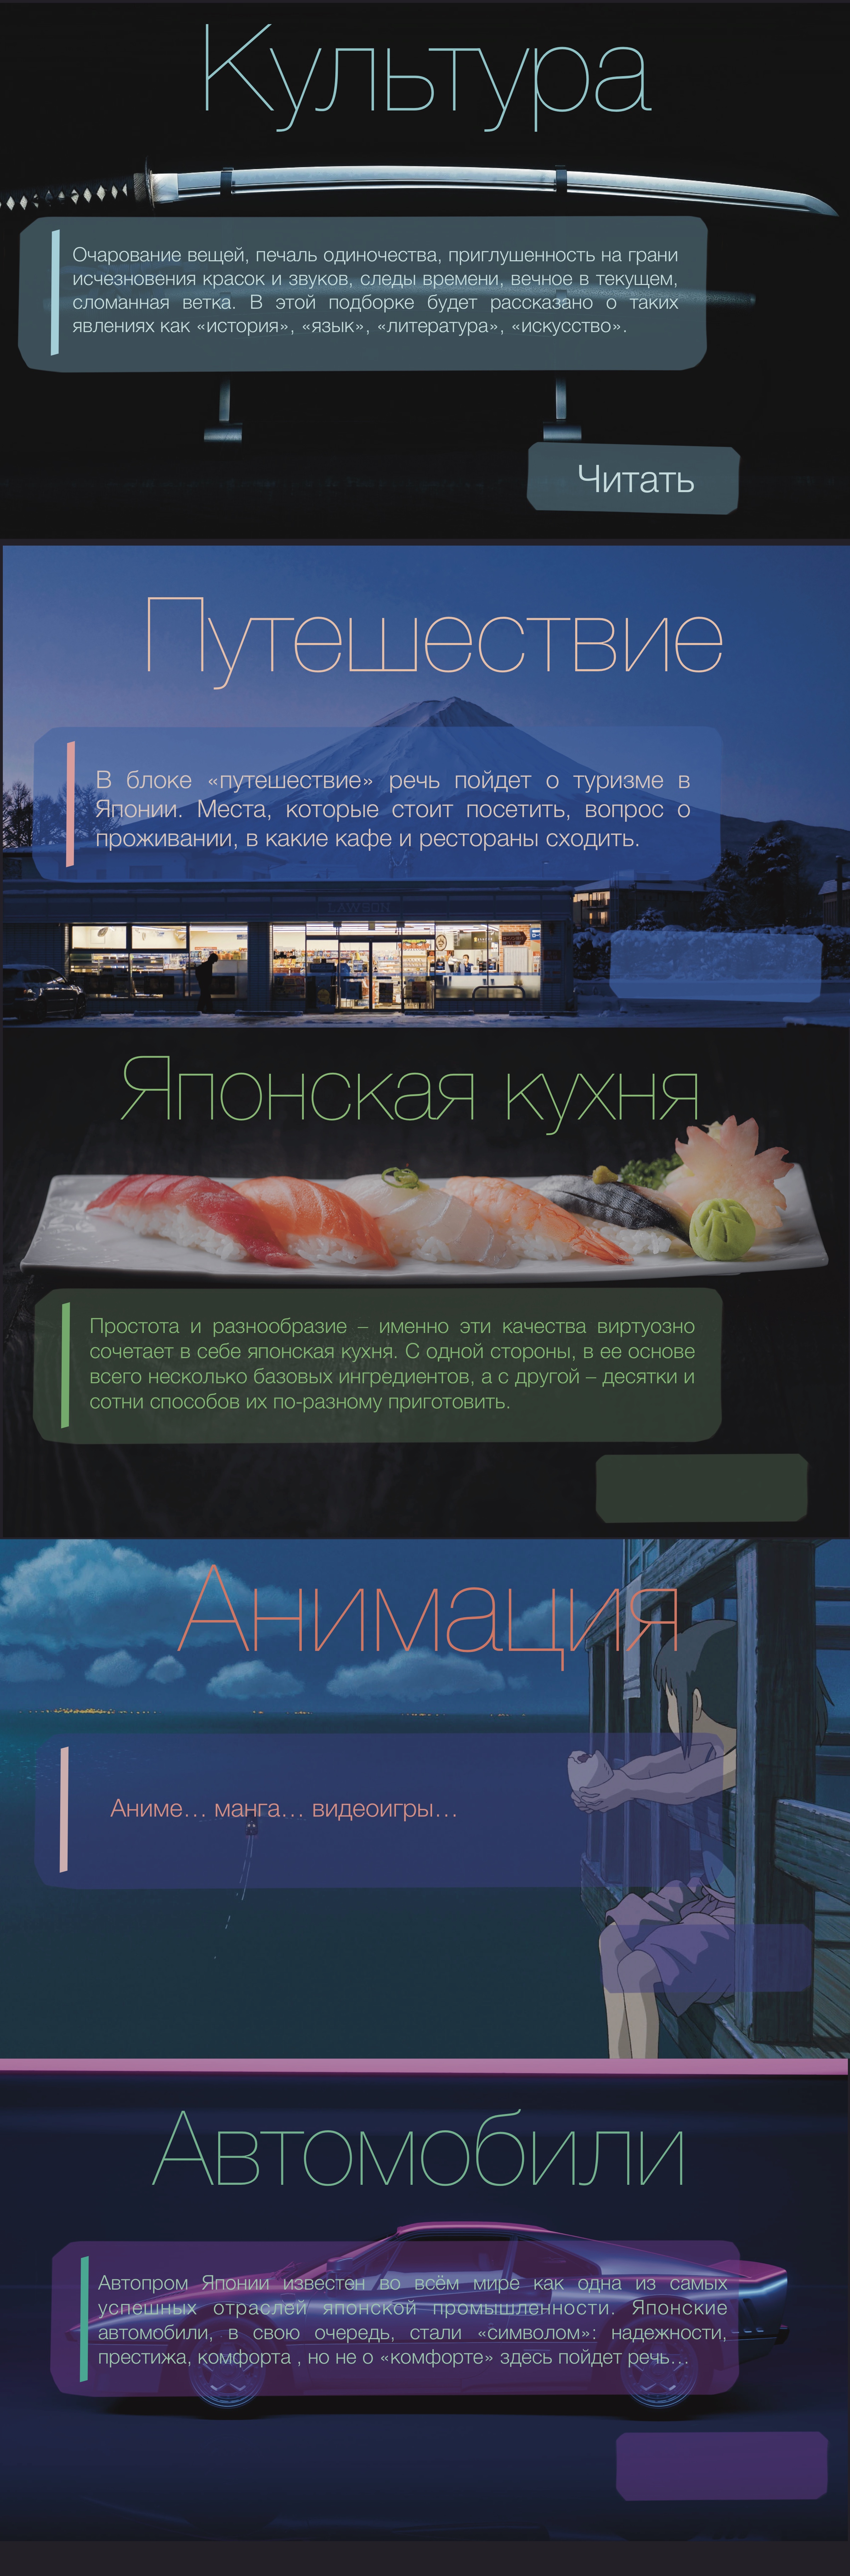 Культура
Очарование вещей, печаль одиночества, приглушенность на грани
исчезновения красок и звуков, следы времени, вечное в текущем,
сломанная ветка. В этой подборке будет рассказано о таких
явлениях как «история», «язык», «литература», «искусство».
Читать
Путешествие
В блоке «путешествие» речь пойдет о туризме в
Японии. Места, которые стоит посетить, вопрос о
проживании, в какие кафе и рестораны сходить.
LAWSON
Японская кухня
Простота и разнообразие – именно эти качества виртуозно
сочетает в себе японская кухня. С одной стороны, в ее основе
всего несколько базовых ингредиентов, а с другой – десятки и
сотни способов их по-разному приготовить.
Анимация
Аниме… манга… видеоигры…
Автомобили
Автопром Японии известен во всём мире как одна из самых
успешных отраслей японской промышленности. Японские
автомобили, в свою очередь, стали «символом»: надежности,
престижа, комфорта , но не о «комфорте» здесь пойдет речь…